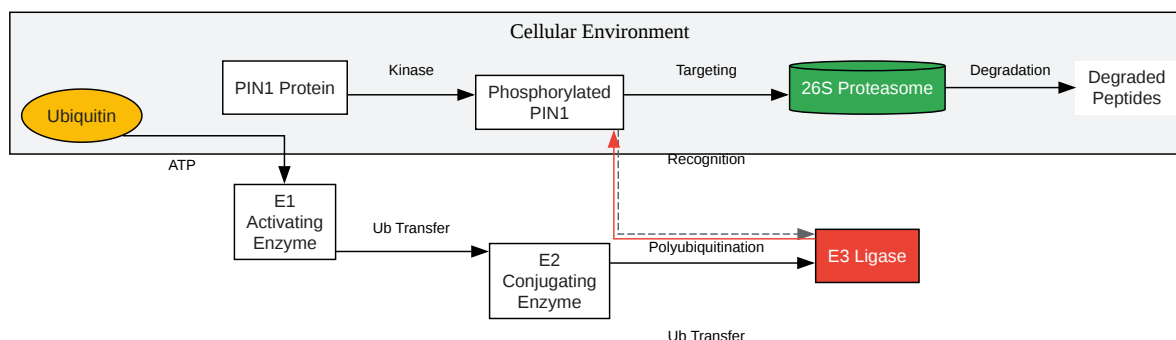 Cellular Environment
Kinase
Targeting
Degradation
PIN1 Protein
Phosphorylated
PIN1
26S Proteasome
Degraded
Peptides
Ubiquitin
ATP
Recognition
E1
Activating
Enzyme
Ub Transfer
Polyubiquitination
E2
Conjugating
Enzyme
E3 Ligase
Ub Transfer